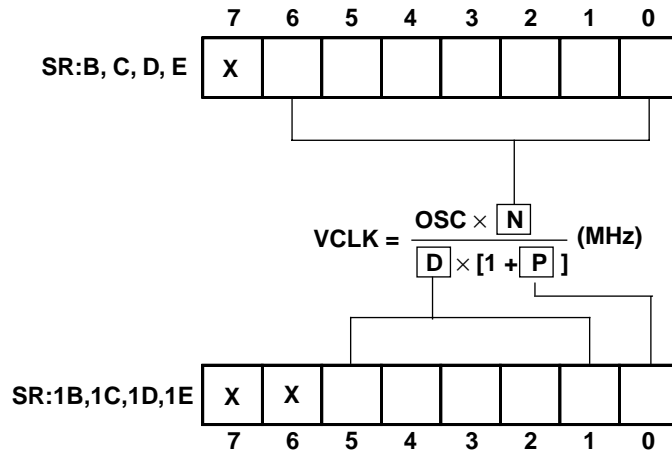 7 6 5 4 3 2 1 0
SR:B, C, D, E X
OSC × N
VCLK = (MHz)
D × [1 + P ]
SR:1B,1C,1D,1E X X
7 6 5 4 3 2 1 0